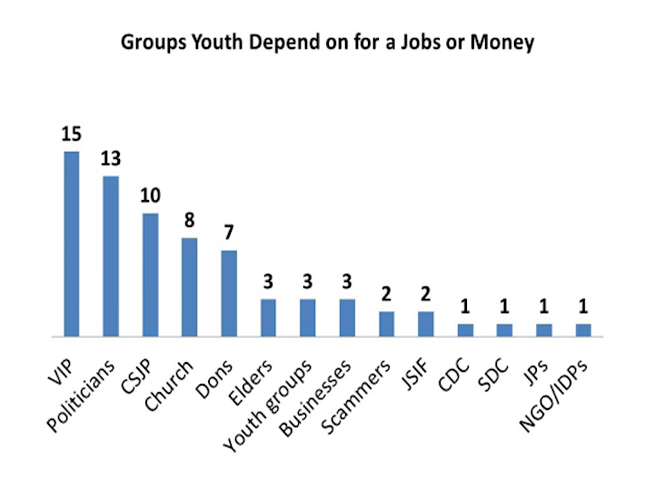 Groups Youth Depend on for a Jobs or Money
15
13
10
8
7
3
3
3
2
2
1
1
1
1
VIP
Politicians
CSJP
Church
Dons
Elders
Youth groups
Businesses
Scammers
JSIF
CDC
SDC
JPs
NGO/IDPs